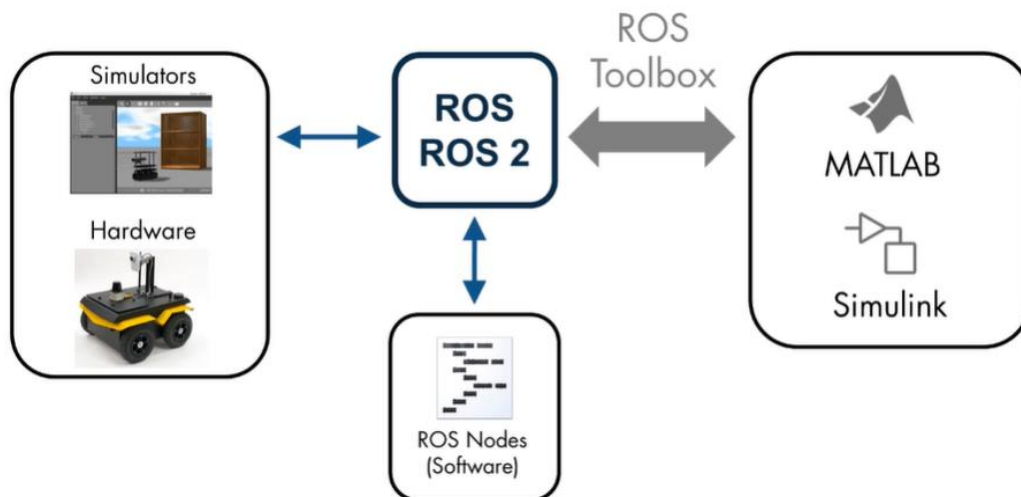 Simulators
Hardware
ROS
ROS 2
ROS
Toolbox
MATLAB
Simulink
ROS Nodes
(Software)